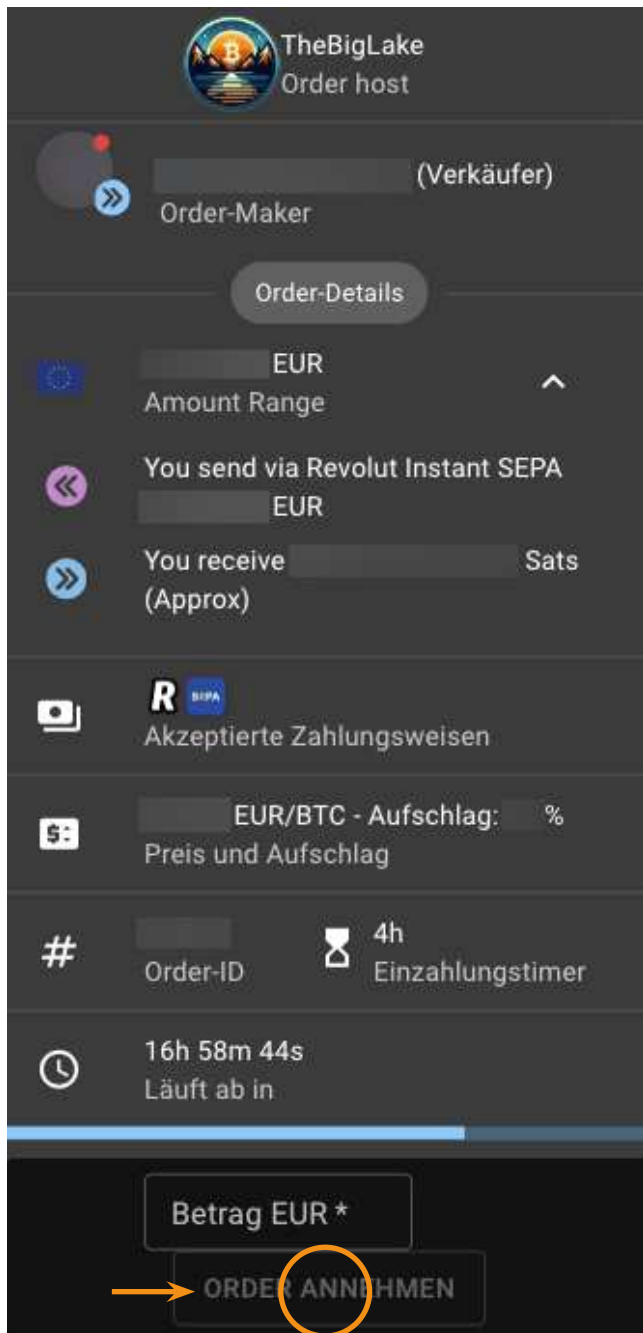 TheBigLake
Order host
(Verkäufer)
Order-Maker
Order-Details
EUR
Amount Range
You send via Revolut Instant SEPA
EUR
You receive Sats
(Approx)
R SEPA
Akzeptierte Zahlungsweisen
EUR/BTC - Aufschlag: %
Preis und Aufschlag
4h
Order-ID Einzahlungstimer
16h 58m 44s
Läuft ab in
Betrag EUR *
ORDER ANNEHMEN